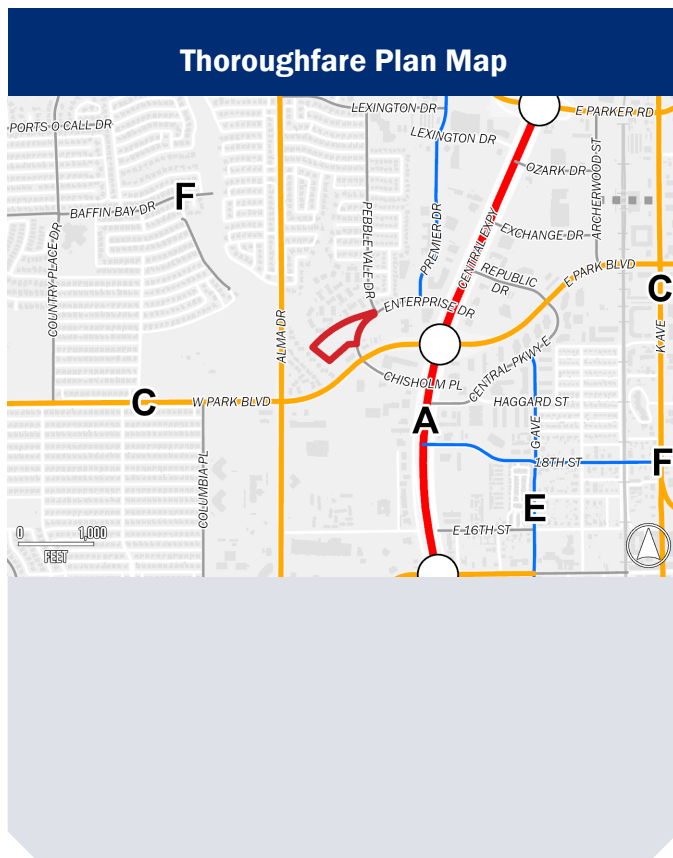 Thoroughfare Plan Map
LEXINGTON DR
E PARKER RD
PORTS O CALL DR
LEXINGTON DR
OZARK DR
ARCHERWOOD ST
F
BAFFIN BAY DR
PEBBLE VALE DR
PREMIER DR
CENTRAL EXPY
EXCHANGE DR
COUNTRY PLACE DR
REPUBLIC
DR
E PARK BLVD
C
ENTERPRISE DR
ALMA DR
K AVE
CHISHOLM PL
CENTRAL PKWY E
C
W PARK BLVD
HAGGARD ST
A
G AVE
COLUMBIA PL
18TH ST
F
E
E 16TH ST
0 1,000
FEET